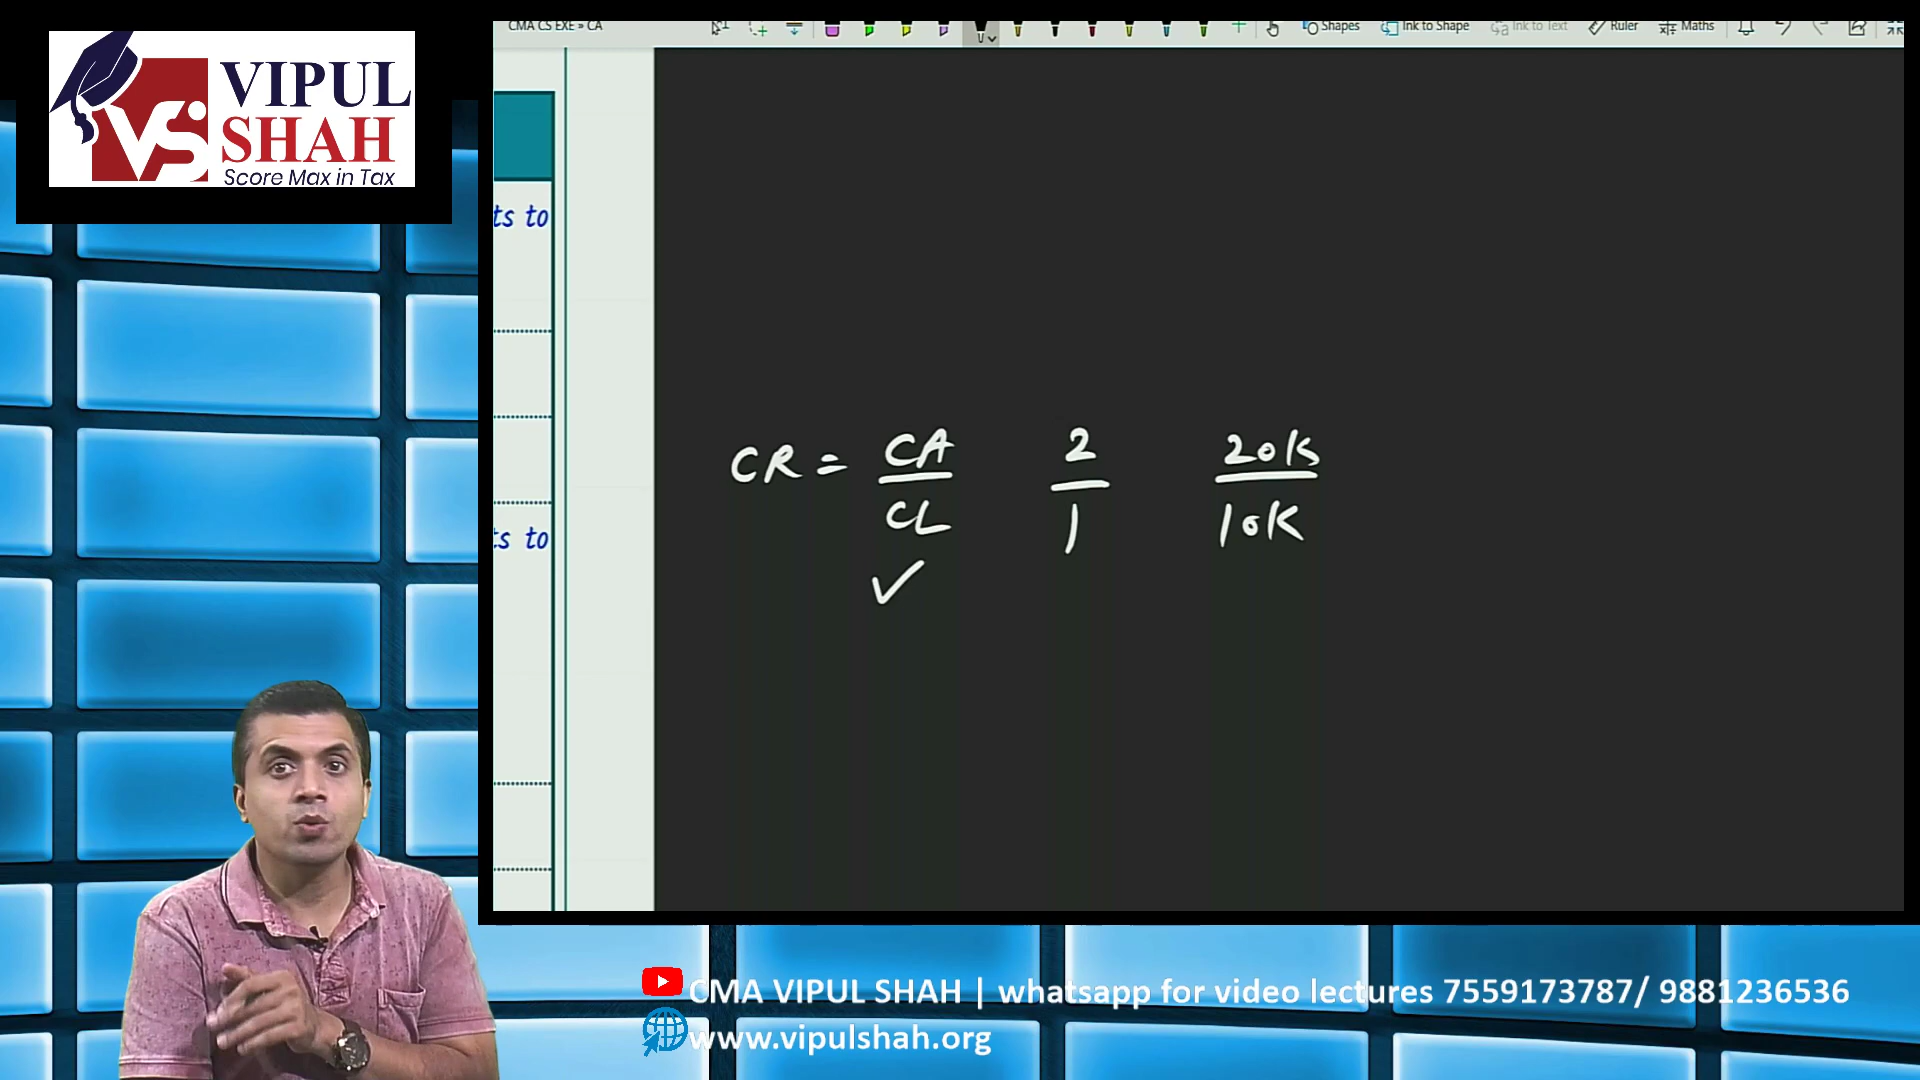 VIPUL
SHAH
Score Max in Tax
VS
CMA CS EXE » CA
Shapes Ink to Shape Ink to Text Ruler Maths
ts to
ts to
CR = CA/CL 2/1 20K/10K
✓
CMA VIPUL SHAH | whatsapp for video lectures 7559173787/ 9881236536
www.vipulshah.org